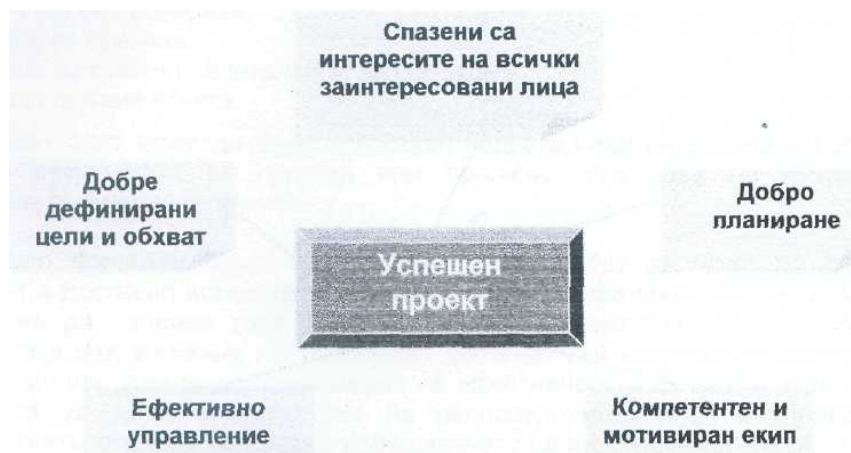 Спазени са
интересите на всички
заинтересовани лица
Добре
дефинирани
цели и обхват
Добро
планиране
Успешен
проект
Ефективно
управление
Компетентен и
мотивиран екип